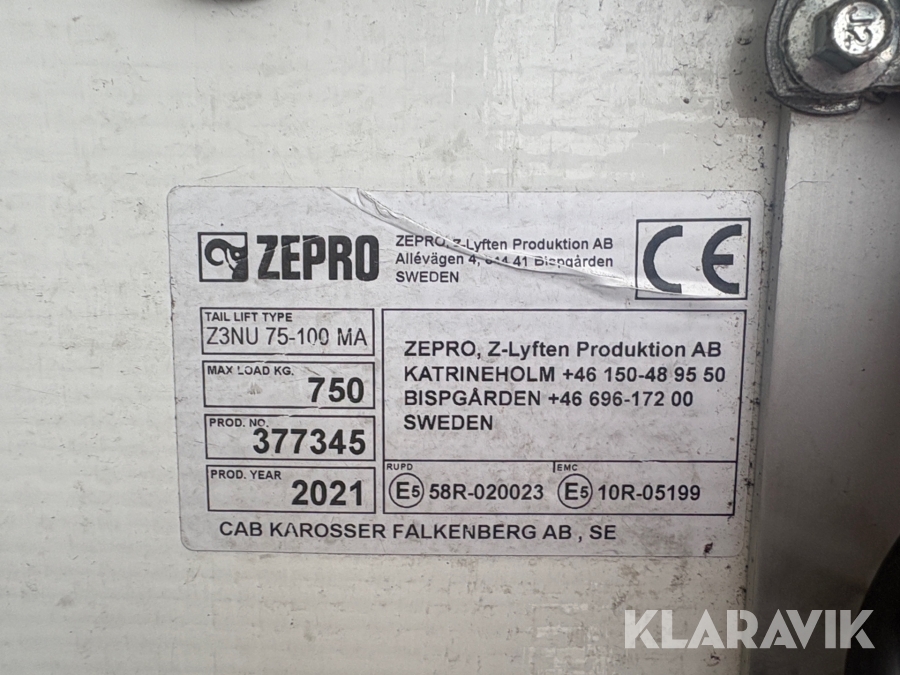 ZEPRO
ZEPRO, Z-Lyften Produktion AB
Allévägen 4, 41 Bispgården
SWEDEN
CE
TAIL LIFT TYPE
Z3NU 75-100 MA
MAX LOAD KG.
750
PROD. NO.
377345
PROD. YEAR
2021
ZEPRO, Z-Lyften Produktion AB
KATRINEHOLM +46 150-48 95 50
BISPGÅRDEN +46 696-172 00
SWEDEN
RUPD
E5 58R-020023
EMC
E5 10R-05199
CAB KAROSSER FALKENBERG AB , SE
KLARAVIK